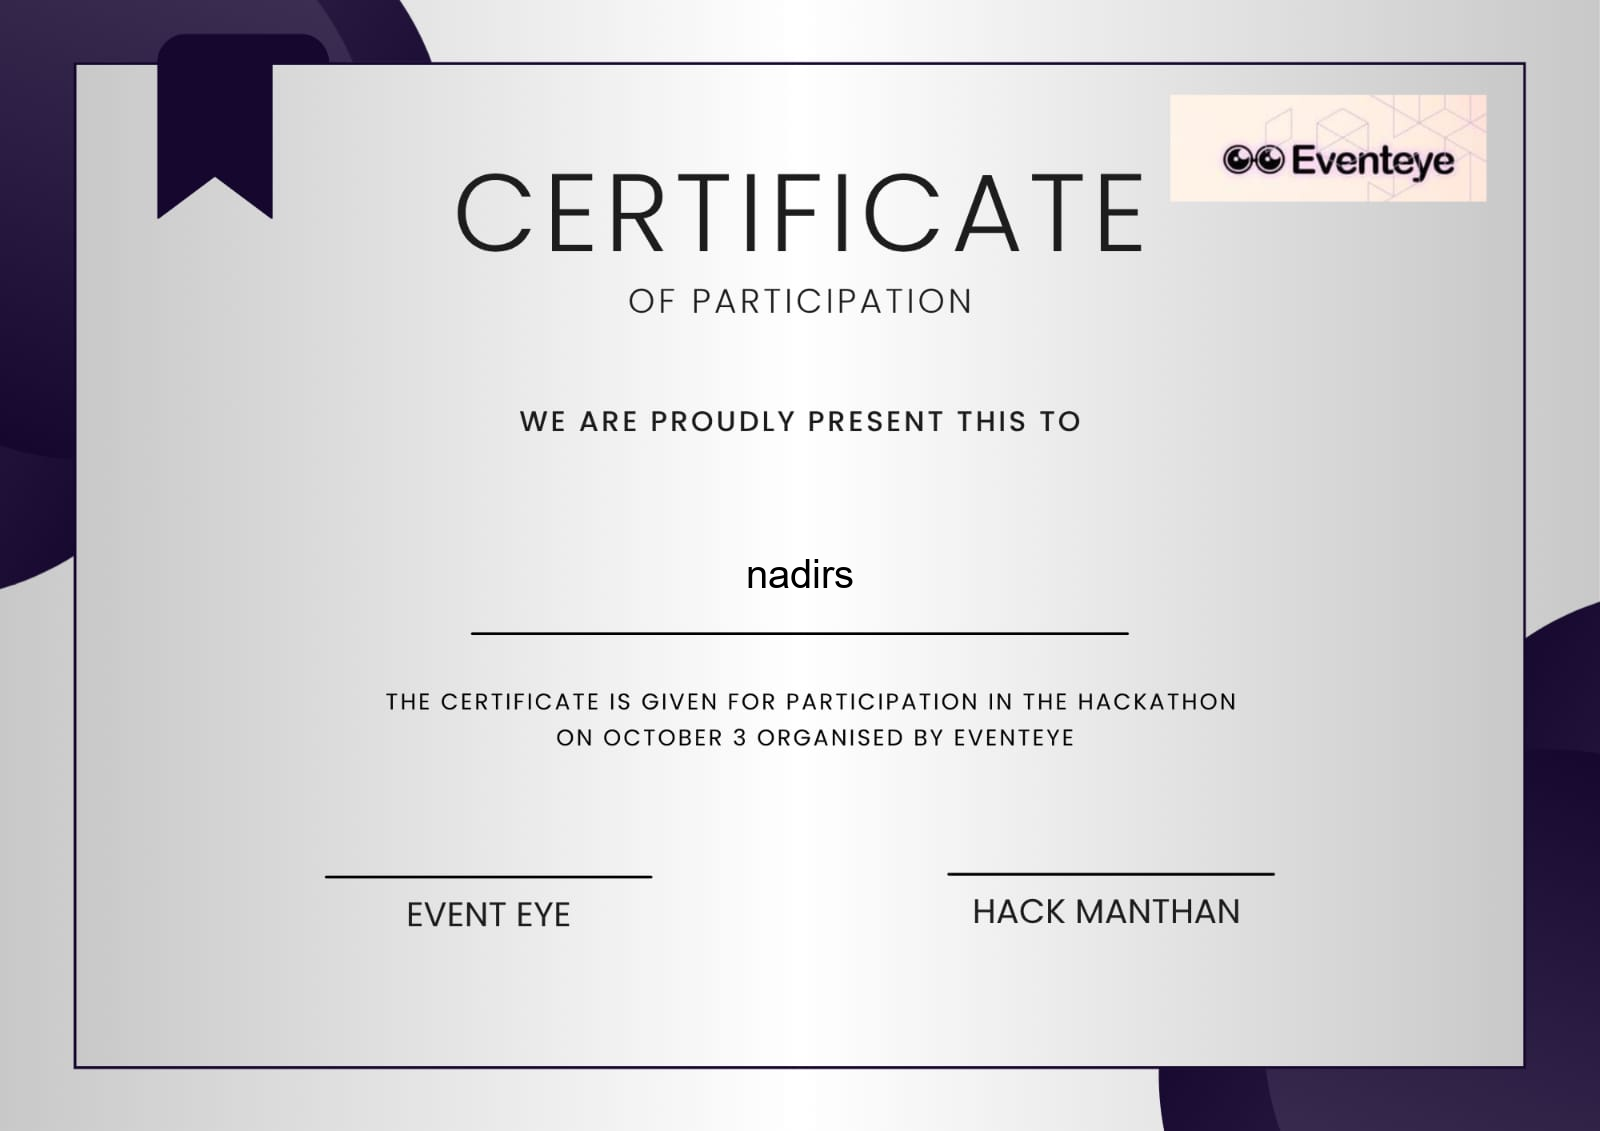 Eventeye
CERTIFICATE
OF PARTICIPATION
WE ARE PROUDLY PRESENT THIS TO
nadirs
THE CERTIFICATE IS GIVEN FOR PARTICIPATION IN THE HACKATHON
ON OCTOBER 3 ORGANISED BY EVENTEYE
EVENT EYE
HACK MANTHAN